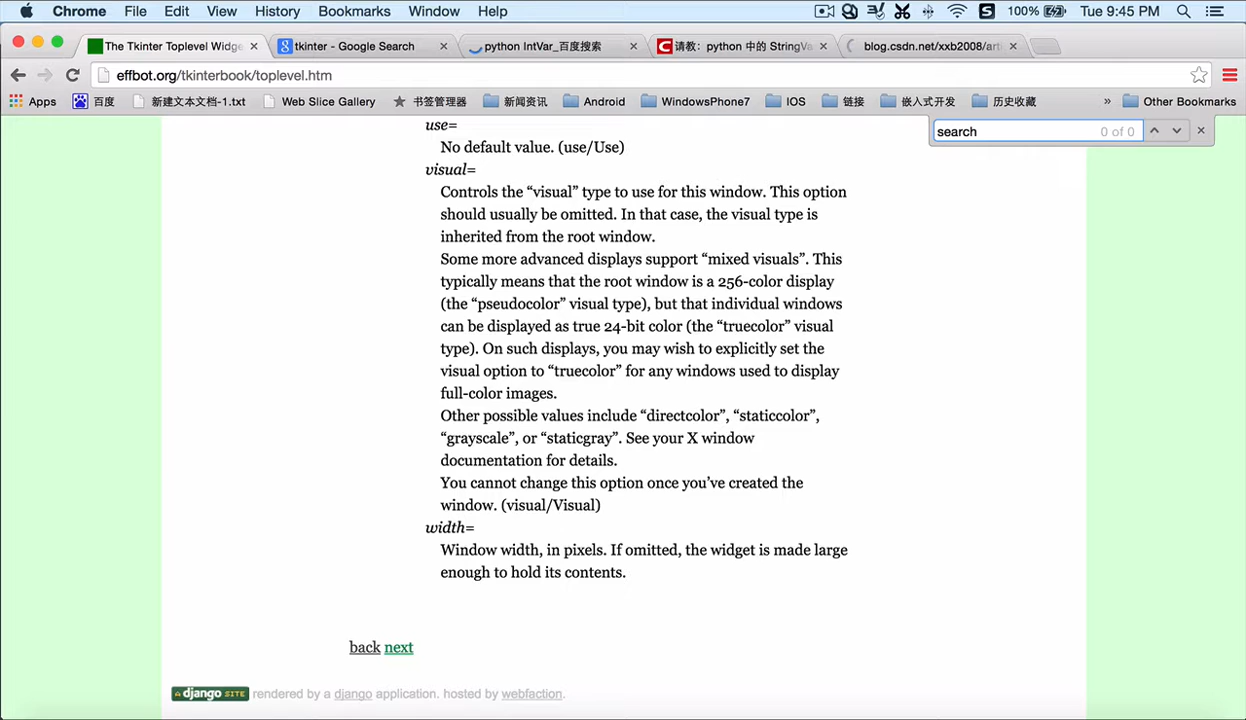 Chrome File Edit View History Bookmarks Window Help 100% Tue 9:45 PM
The Tkinter Toplevel Widge tkinter - Google Search python IntVar_百度搜索 请教：python 中的 StringVa blog.csdn.net/xxb2008/arti
effbot.org/tkinterbook/toplevel.htm
Apps 百度 新建文本文档-1.txt Web Slice Gallery 书签管理器 新闻资讯 Android WindowsPhone7 IOS 链接 嵌入式开发 历史收藏 » Other Bookmarks
search 0 of 0
use=
No default value. (use/Use)
visual=
Controls the “visual” type to use for this window. This option
should usually be omitted. In that case, the visual type is
inherited from the root window.
Some more advanced displays support “mixed visuals”. This
typically means that the root window is a 256-color display
(the “pseudocolor” visual type), but that individual windows
can be displayed as true 24-bit color (the “truecolor” visual
type). On such displays, you may wish to explicitly set the
visual option to “truecolor” for any windows used to display
full-color images.
Other possible values include “directcolor”, “staticcolor”,
“grayscale”, or “staticgray”. See your X window
documentation for details.
You cannot change this option once you’ve created the
window. (visual/Visual)
width=
Window width, in pixels. If omitted, the widget is made large
enough to hold its contents.
back next
A django SITE rendered by a django application. hosted by webfaction.